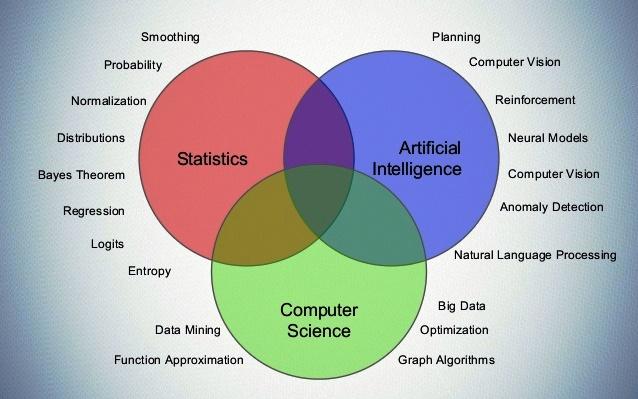 Smoothing
Probability
Normalization
Distributions
Bayes Theorem
Regression
Logits
Entropy
Data Mining
Function Approximation
Statistics
Artificial
Intelligence
Computer
Science
Planning
Computer Vision
Reinforcement
Neural Models
Computer Vision
Anomaly Detection
Natural Language Processing
Big Data
Optimization
Graph Algorithms